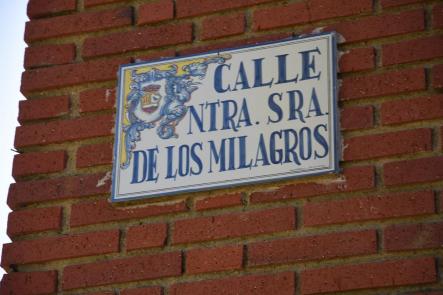 CALLE
NTRA. SRA.
DE LOS MILAGROS